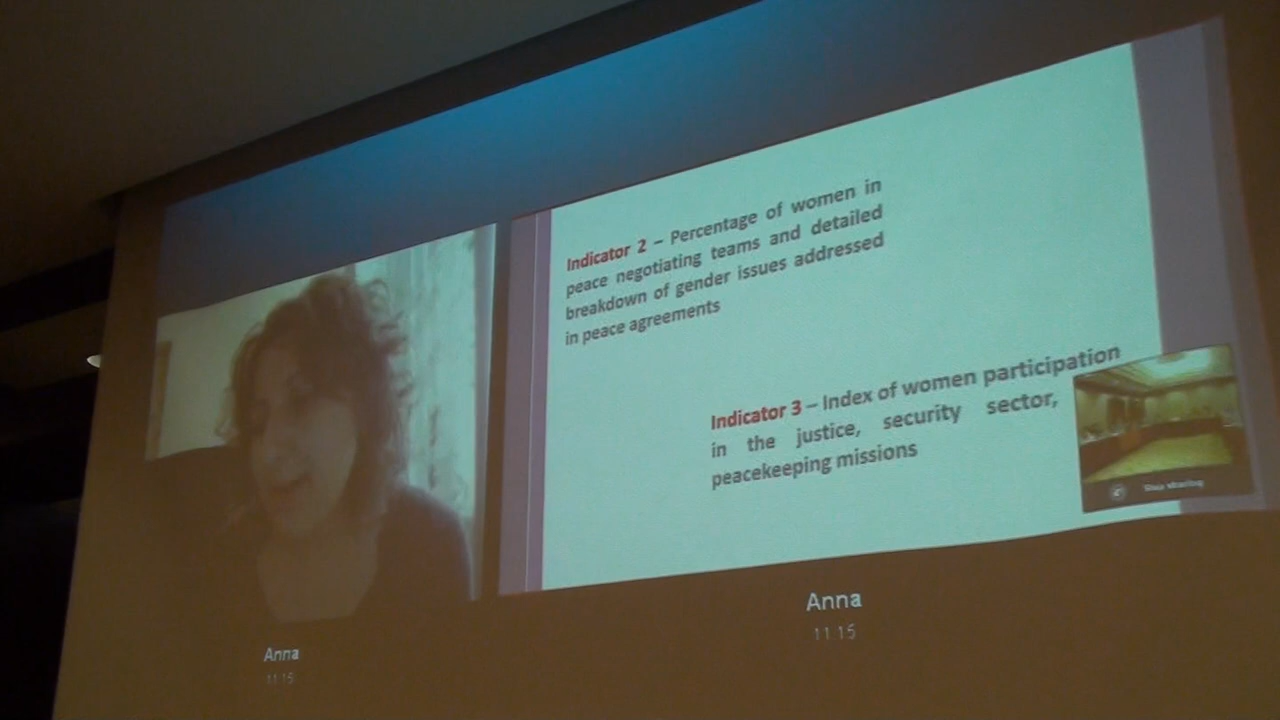 Indicator 2 – Percentage of women in
peace negotiating teams and detailed
breakdown of gender issues addressed
in peace agreements
Indicator 3 – Index of women participation
in the justice, security sector,
peacekeeping missions
Stop sharing
Anna
11:15
Anna
11:15